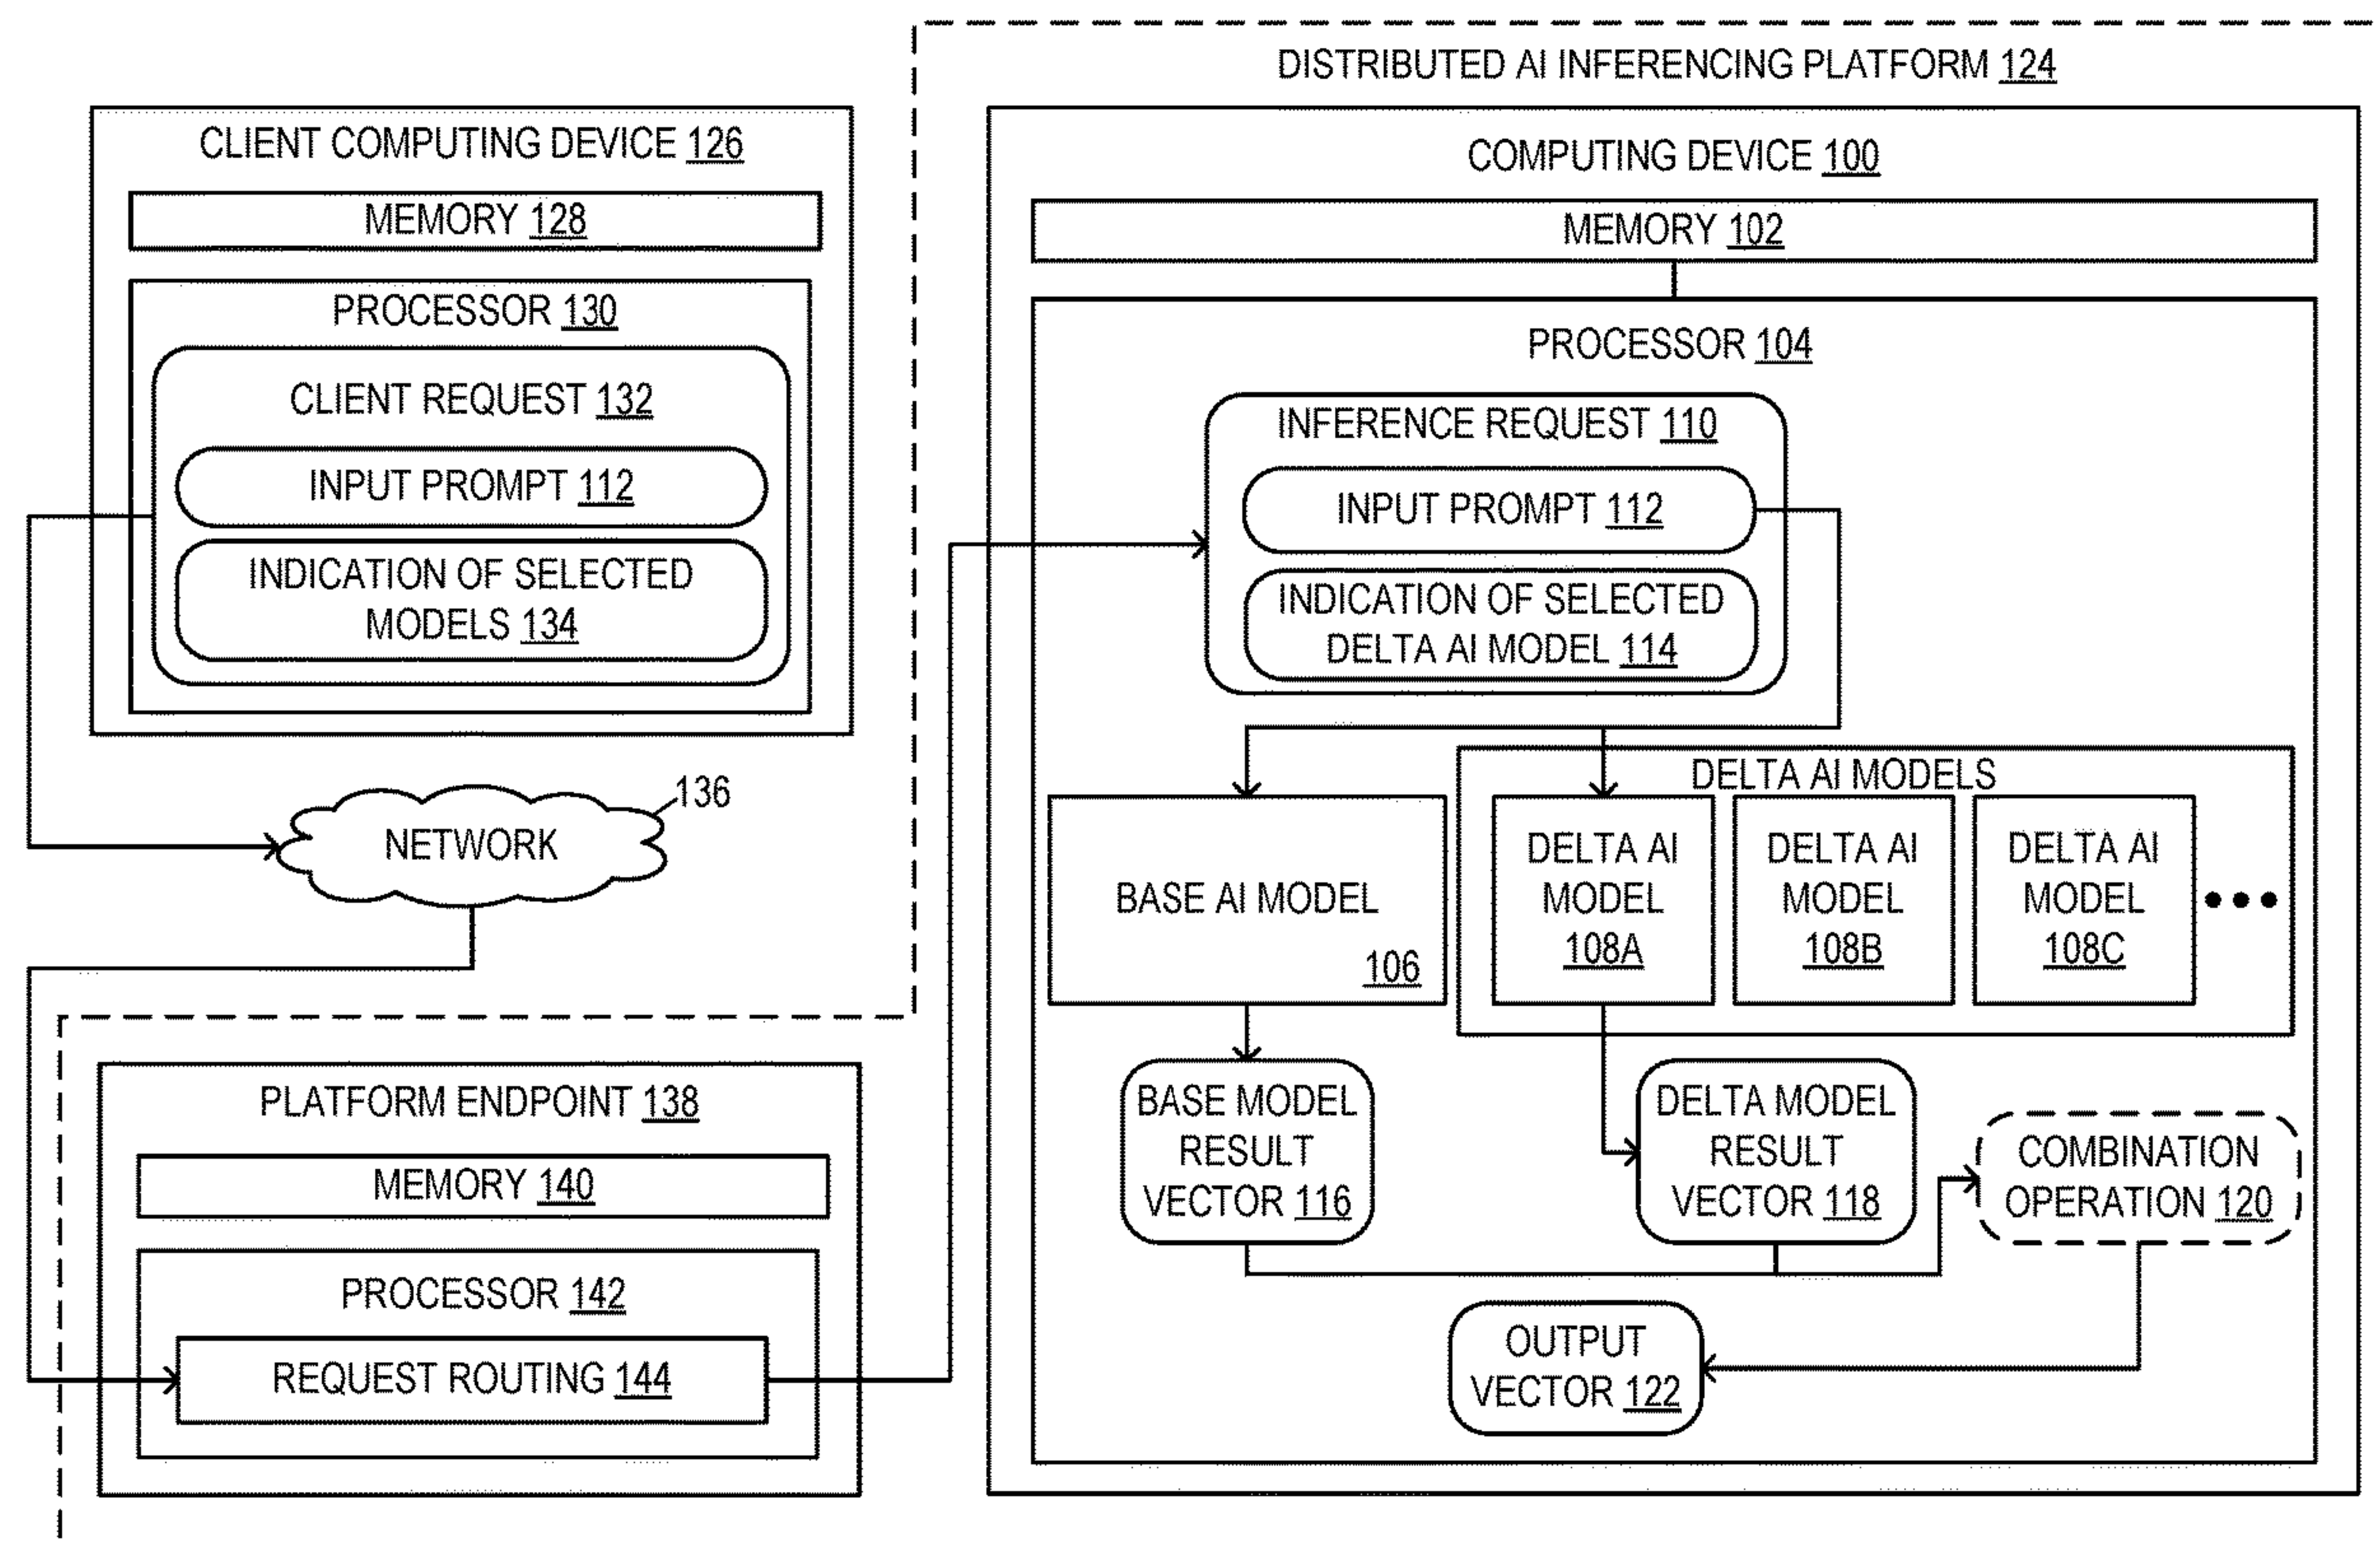 DISTRIBUTED AI INFERENCING PLATFORM 124
CLIENT COMPUTING DEVICE 126
MEMORY 128
PROCESSOR 130
CLIENT REQUEST 132
INPUT PROMPT 112
INDICATION OF SELECTED
MODELS 134
136
NETWORK
PLATFORM ENDPOINT 138
MEMORY 140
PROCESSOR 142
REQUEST ROUTING 144
COMPUTING DEVICE 100
MEMORY 102
PROCESSOR 104
INFERENCE REQUEST 110
INPUT PROMPT 112
INDICATION OF SELECTED
DELTA AI MODEL 114
BASE AI MODEL
106
DELTA AI MODELS
DELTA AI
MODEL
108A
DELTA AI
MODEL
108B
DELTA AI
MODEL
108C
BASE MODEL
RESULT
VECTOR 116
DELTA MODEL
RESULT
VECTOR 118
COMBINATION
OPERATION 120
OUTPUT
VECTOR 122